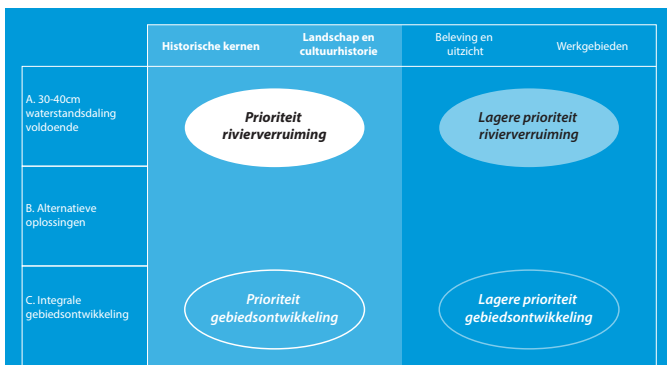 Historische kernen
Landschap en
cultuurhistorie
Beleving en
uitzicht
Werkgebieden
A. 30-40cm
waterstandsdaling
voldoende
Prioriteit
rivierverruiming
Lagere prioriteit
rivierverruiming
B. Alternatieve
oplossingen
C. Integrale
gebiedsontwikkeling
Prioriteit
gebiedsontwikkeling
Lagere prioriteit
gebiedsontwikkeling